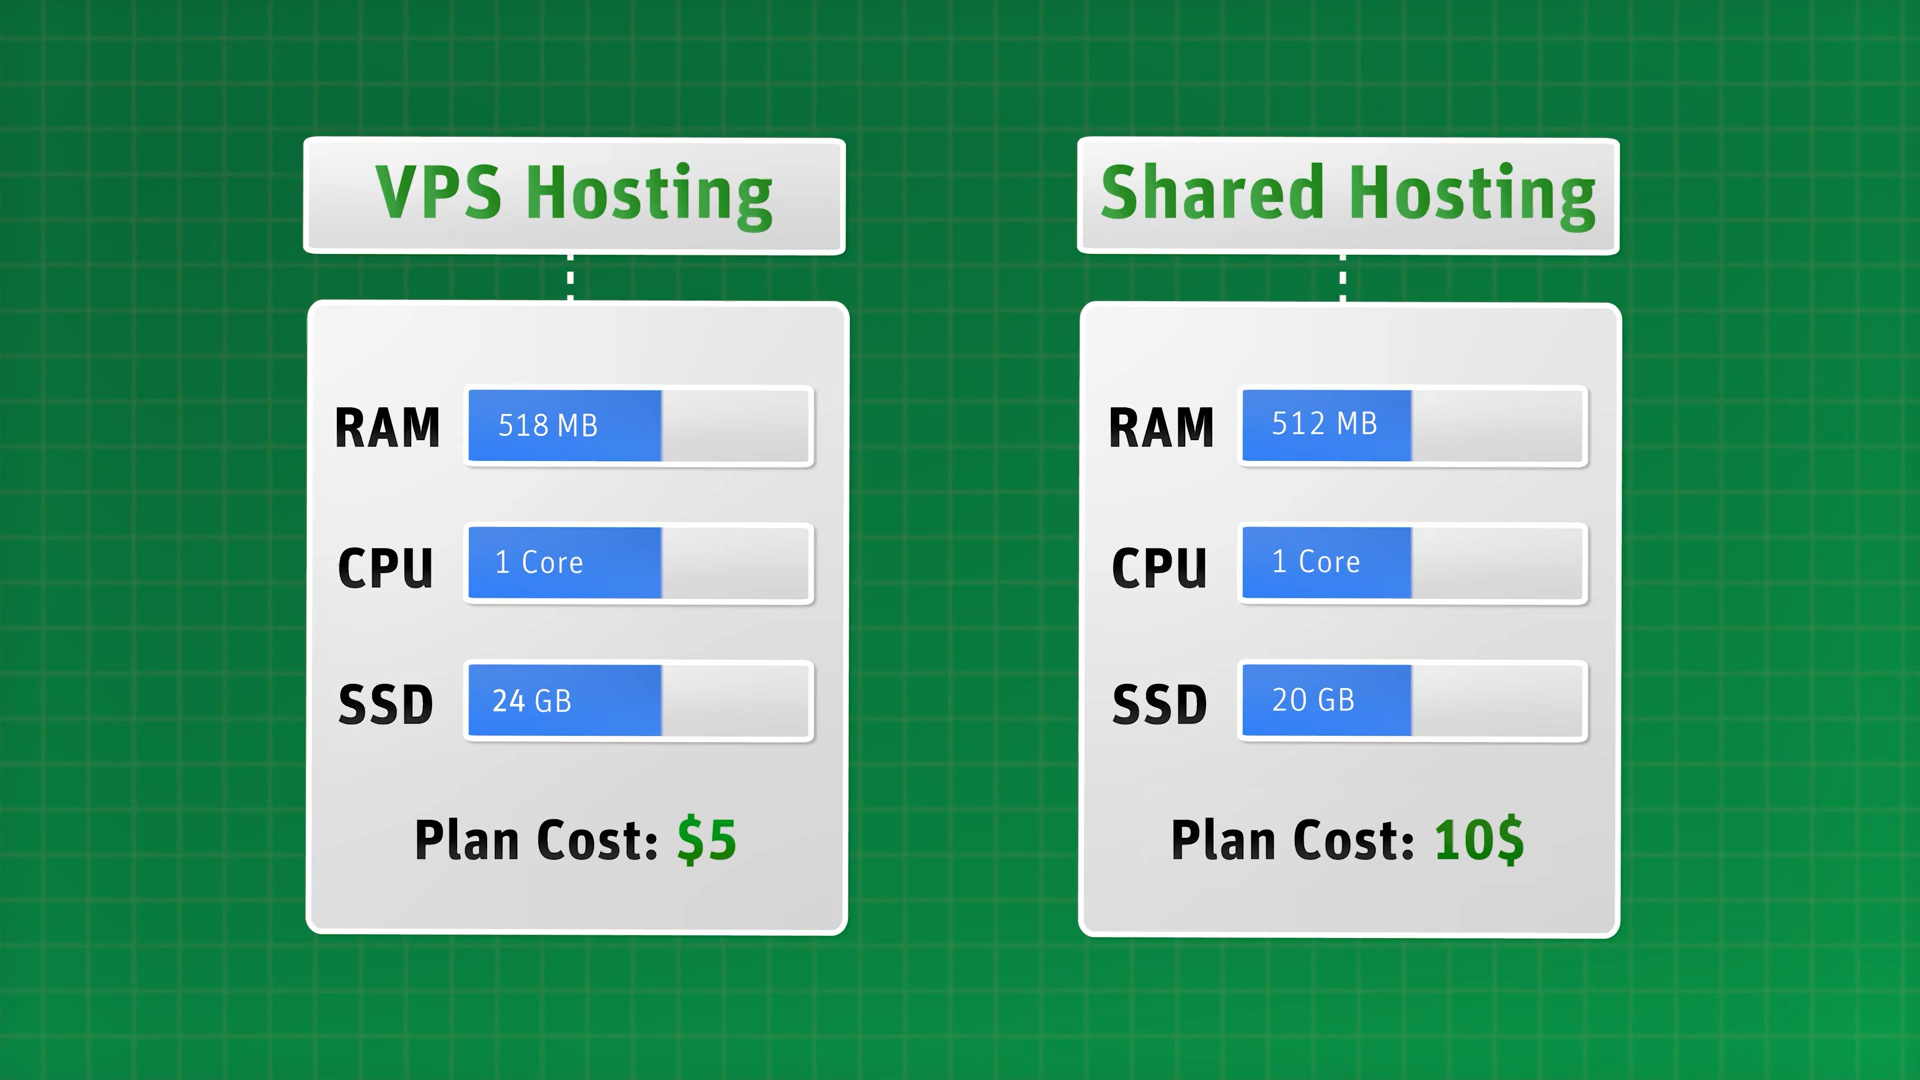 VPS Hosting
RAM 518 MB
CPU 1 Core
SSD 24 GB
Plan Cost: $5
Shared Hosting
RAM 512 MB
CPU 1 Core
SSD 20 GB
Plan Cost: 10$